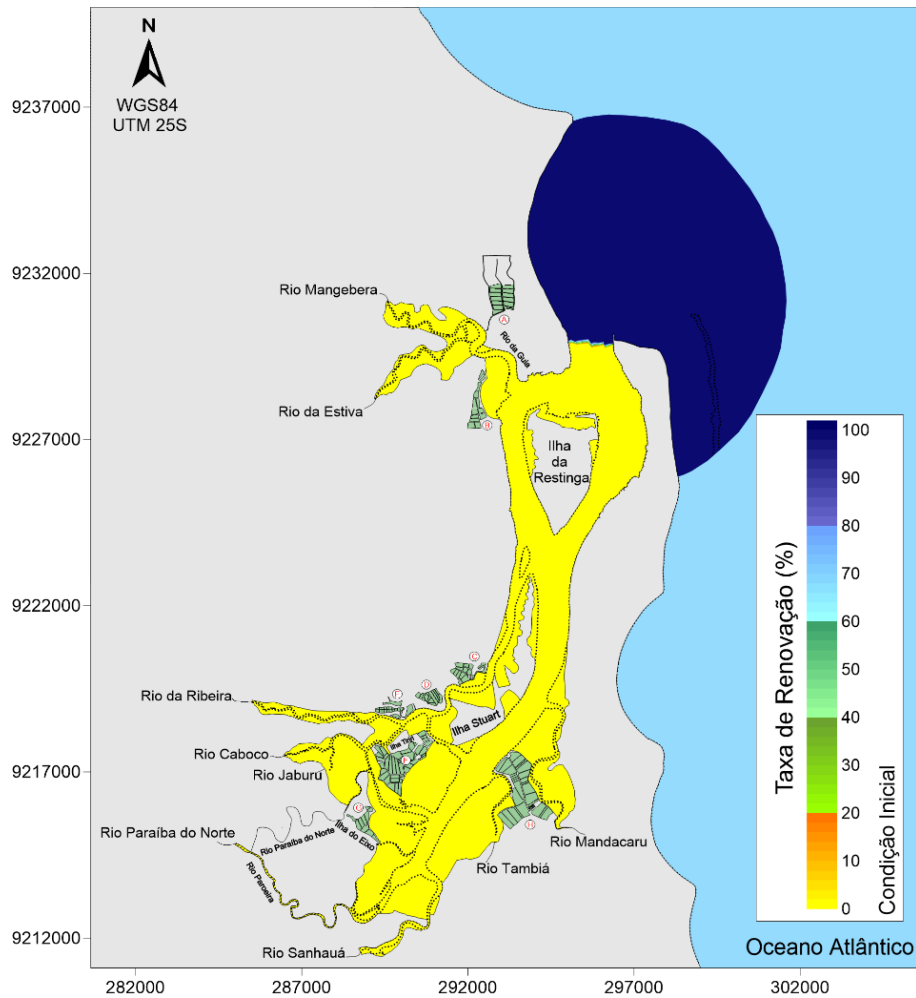 N
WGS84
UTM 25S
9237000
9232000
9227000
9222000
9217000
9212000
282000
287000
292000
297000
302000
Rio Mangebera
A
Rio da Guia
Rio da Estiva
B
Ilha
da
Restinga
C
D
Rio da Ribeira
Ilha Stuart
Rio Caboco
Rio Jaburú
G
Ilha do Eixo
Rio Paraíba do Norte
Rio Paraíba do Norte
Rio Paroeira
H
Rio Mandacaru
Rio Tambiá
Rio Sanhauá
Taxa de Renovação (%)
Condição Inicial
100
90
80
70
60
50
40
30
20
10
0
Oceano Atlântico